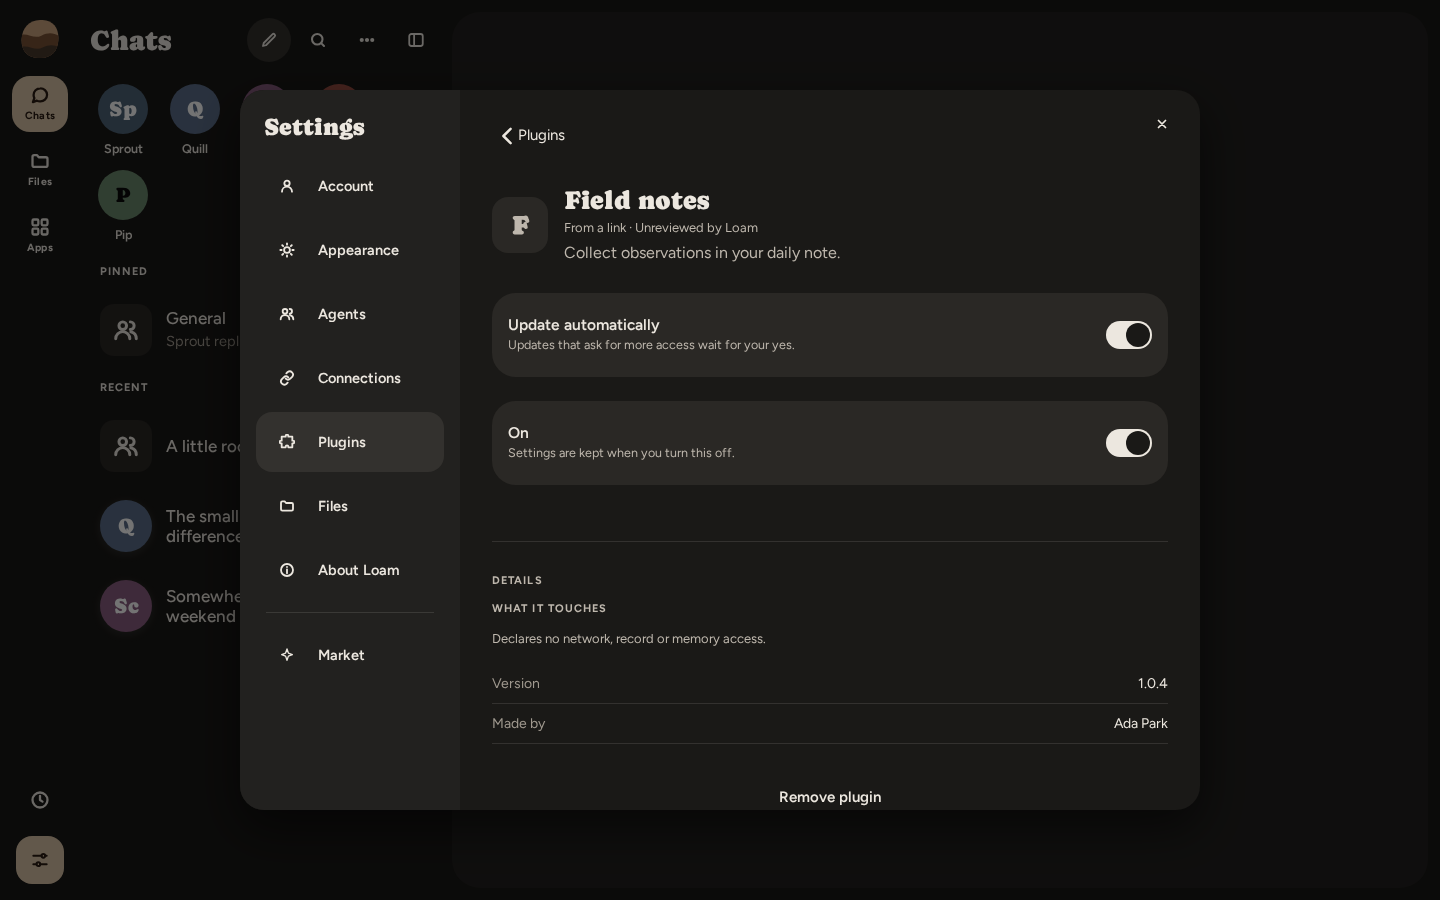 Chats
Chats
Files
Apps
Sp
Sprout
Q
Quill
P
Pip
PINNED
General
Sprout repl
RECENT
A little roo
Q
The small
difference
Sc
Somewhe
weekend
Settings
Account
Appearance
Agents
Connections
Plugins
Files
About Loam
Market
Plugins
F
Field notes
From a link · Unreviewed by Loam
Collect observations in your daily note.
Update automatically
Updates that ask for more access wait for your yes.
On
Settings are kept when you turn this off.
DETAILS
WHAT IT TOUCHES
Declares no network, record or memory access.
Version
1.0.4
Made by
Ada Park
Remove plugin